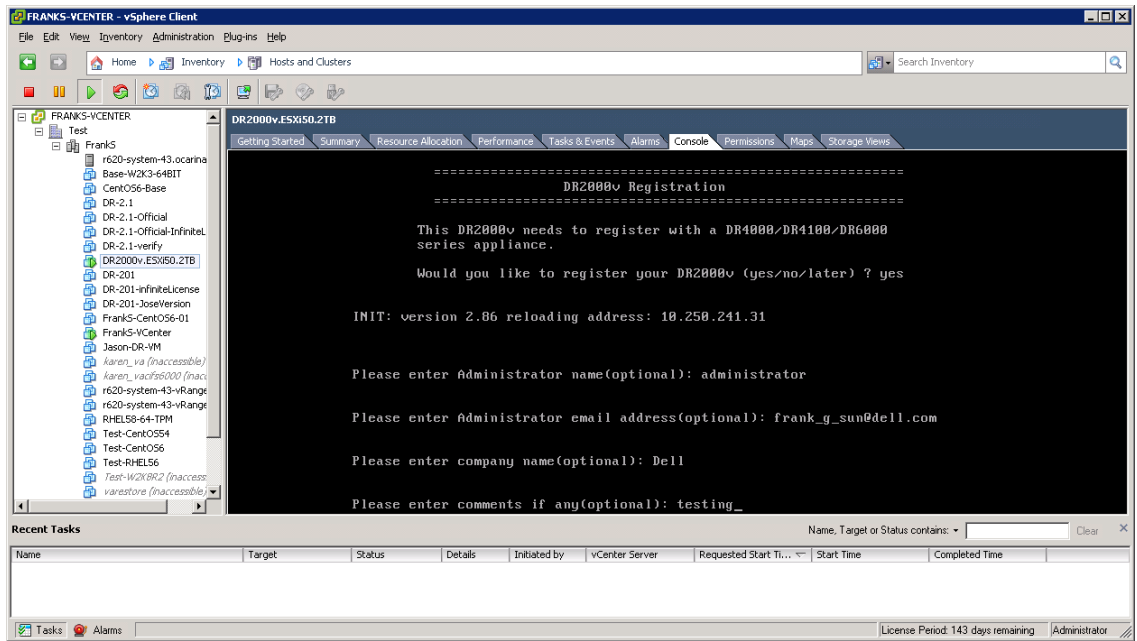 FRANKS-VCENTER - vSphere Client
File Edit View Inventory Administration Plug-ins Help
Home Inventory Hosts and Clusters
Search Inventory
FRANKS-VCENTER
Test
FrankS
r620-system-43.ocarina
Base-W2K3-64BIT
CentOS6-Base
DR-2.1
DR-2.1-Official
DR-2.1-Official-InfiniteL
DR-2.1-verify
DR2000v.ESXi50.2TB
DR-201
DR-201-infiniteLicense
DR-201-JoseVersion
FrankS-CentOS6-01
FrankS-VCenter
Jason-DR-VM
karen_va (inaccessible)
karen_vacifs6000 (inacc
r620-system-43-vRange
r620-system-43-vRange
RHEL58-64-TPM
Test-CentOS54
Test-CentOS6
Test-RHEL56
Test-W2K8R2 (inaccess
varestore (inaccessible)
DR2000v.ESXi50.2TB
Getting Started Summary Resource Allocation Performance Tasks & Events Alarms Console Permissions Maps Storage Views
DR2000v Registration
This DR2000v needs to register with a DR4000/DR4100/DR6000
series appliance.
Would you like to register your DR2000v (yes/no/later) ? yes
INIT: version 2.86 reloading address: 10.250.241.31
Please enter Administrator name(optional): administrator
Please enter Administrator email address(optional): frank_g_sun@dell.com
Please enter company name(optional): Dell
Please enter comments if any(optional): testing_
Recent Tasks
Name, Target or Status contains: Clear
Name Target Status Details Initiated by vCenter Server Requested Start Ti... Start Time Completed Time
Tasks Alarms
License Period: 143 days remaining Administrator